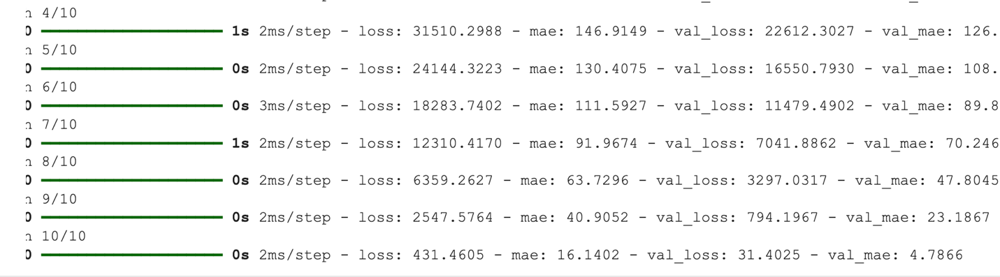 n 4/10
0 ━━━━━━━━━━━━━━━━━━━━ 1s 2ms/step - loss: 31510.2988 - mae: 146.9149 - val_loss: 22612.3027 - val_mae: 126.
n 5/10
0 ━━━━━━━━━━━━━━━━━━━━ 0s 2ms/step - loss: 24144.3223 - mae: 130.4075 - val_loss: 16550.7930 - val_mae: 108.
n 6/10
0 ━━━━━━━━━━━━━━━━━━━━ 0s 3ms/step - loss: 18283.7402 - mae: 111.5927 - val_loss: 11479.4902 - val_mae: 89.8
n 7/10
0 ━━━━━━━━━━━━━━━━━━━━ 1s 2ms/step - loss: 12310.4170 - mae: 91.9674 - val_loss: 7041.8862 - val_mae: 70.246
n 8/10
0 ━━━━━━━━━━━━━━━━━━━━ 0s 2ms/step - loss: 6359.2627 - mae: 63.7296 - val_loss: 3297.0317 - val_mae: 47.8045
n 9/10
0 ━━━━━━━━━━━━━━━━━━━━ 0s 2ms/step - loss: 2547.5764 - mae: 40.9052 - val_loss: 794.1967 - val_mae: 23.1867
n 10/10
0 ━━━━━━━━━━━━━━━━━━━━ 0s 2ms/step - loss: 431.4605 - mae: 16.1402 - val_loss: 31.4025 - val_mae: 4.7866